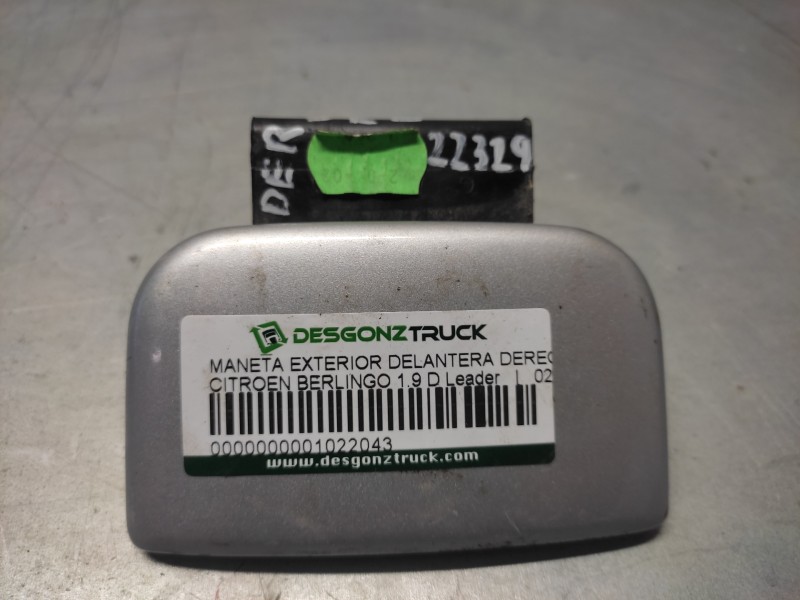 DER
22329
DESGONZTRUCK
MANETA EXTERIOR DELANTERA DEREC
CITROEN BERLINGO 1.9 D Leader | 02
0000000001022043
www.desgonztruck.com